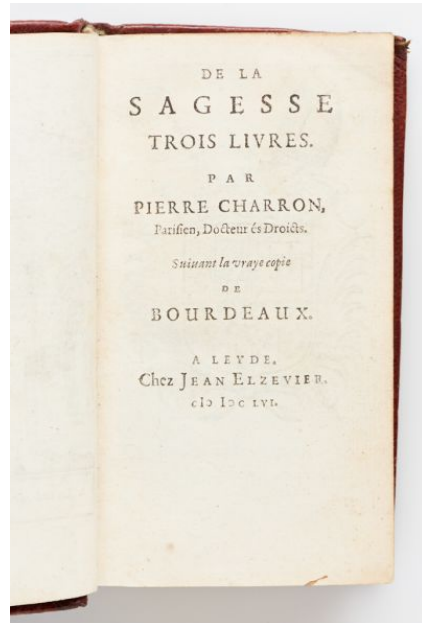 DE LA
SAGESSE
TROIS LIVRES.
PAR
PIERRE CHARRON,
Parisien, Docteur és Droicts.
Suivant la vraye copie
DE
BOURDEAUX.
A LEYDE,
Chez JEAN ELZEVIER.
cIↃ IↃc LVI.